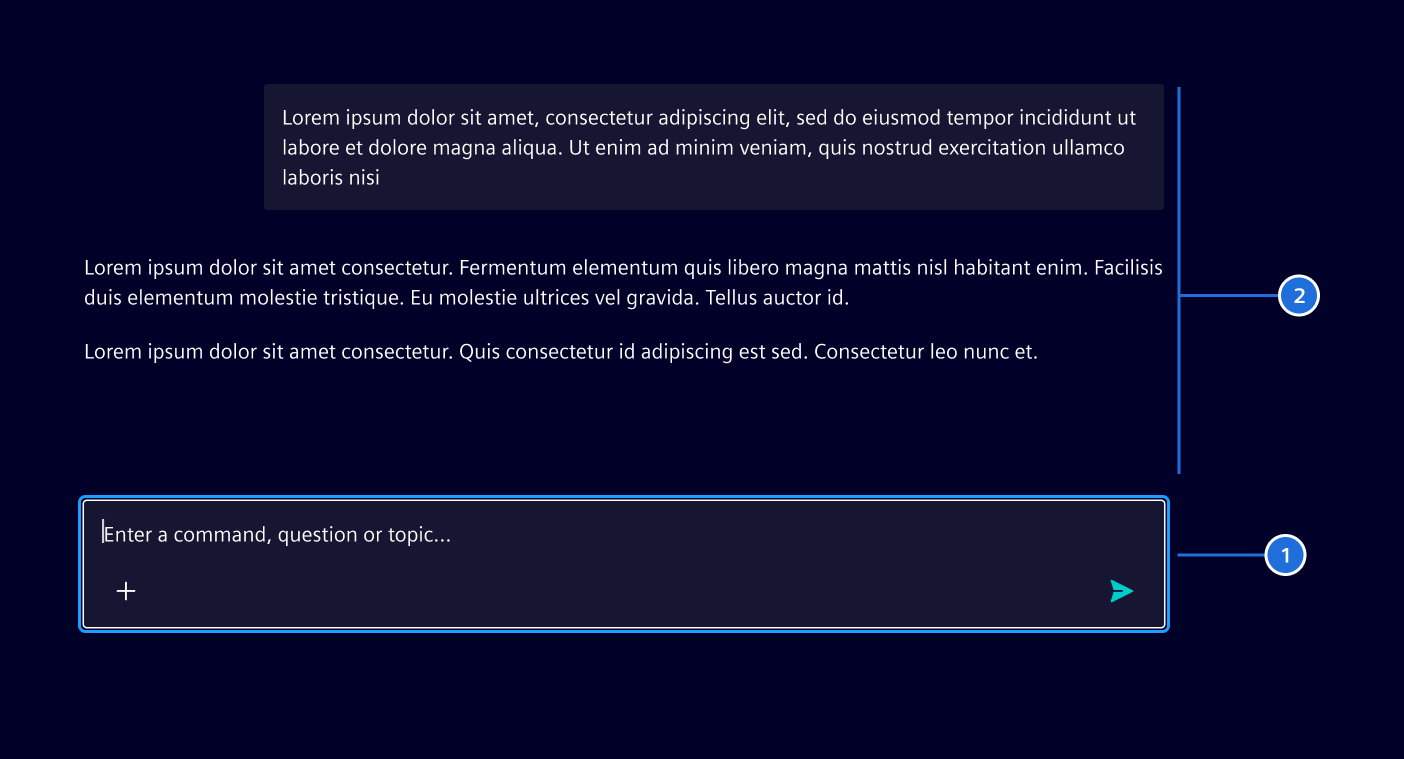 Lorem ipsum dolor sit amet, consectetur adipiscing elit, sed do eiusmod tempor incididunt ut
labore et dolore magna aliqua. Ut enim ad minim veniam, quis nostrud exercitation ullamco
laboris nisi
Lorem ipsum dolor sit amet consectetur. Fermentum elementum quis libero magna mattis nisl habitant enim. Facilisis
duis elementum molestie tristique. Eu molestie ultrices vel gravida. Tellus auctor id.
2
Lorem ipsum dolor sit amet consectetur. Quis consectetur id adipiscing est sed. Consectetur leo nunc et.
Enter a command, question or topic...
1